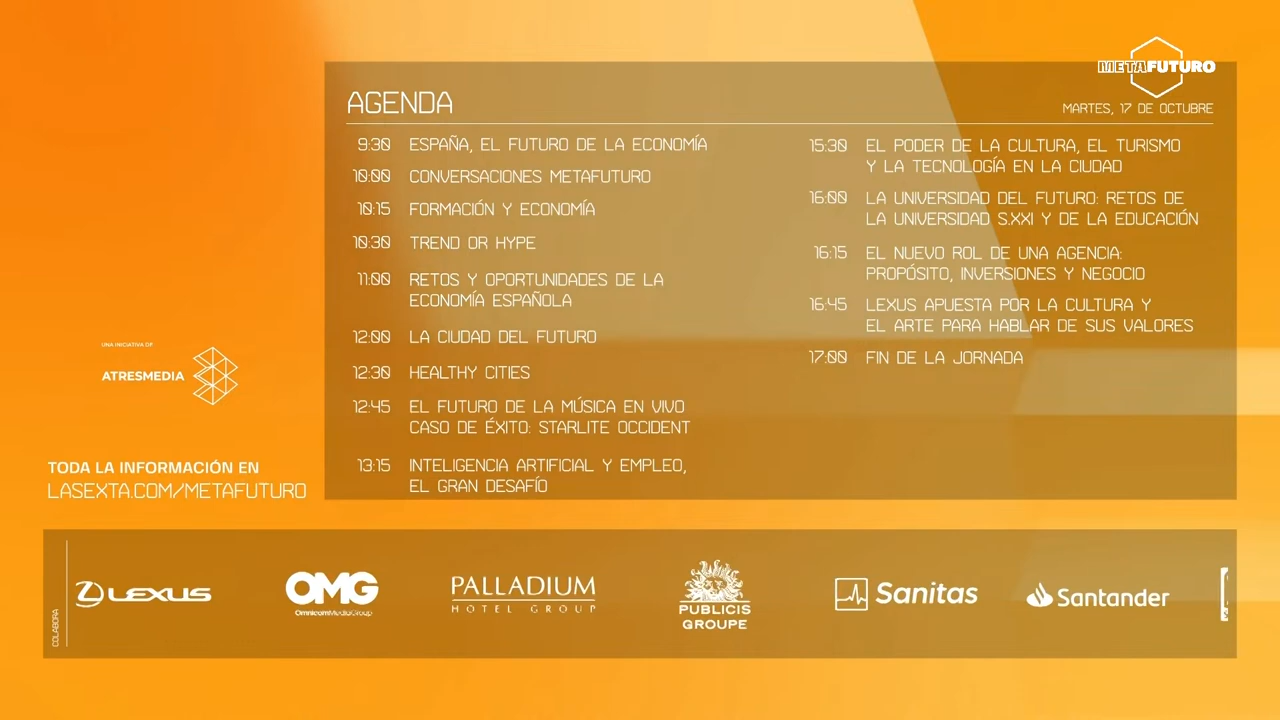 METAFUTURO
AGENDA
MARTES, 17 DE OCTUBRE
9:30 ESPAÑA, EL FUTURO DE LA ECONOMÍA
10:00 CONVERSACIONES METAFUTURO
10:15 FORMACIÓN Y ECONOMÍA
10:30 TREND OR HYPE
11:00 RETOS Y OPORTUNIDADES DE LA
ECONOMÍA ESPAÑOLA
12:00 LA CIUDAD DEL FUTURO
12:30 HEALTHY CITIES
12:45 EL FUTURO DE LA MÚSICA EN VIVO
CASO DE ÉXITO: STARLITE OCCIDENT
13:15 INTELIGENCIA ARTIFICIAL Y EMPLEO,
EL GRAN DESAFÍO
15:30 EL PODER DE LA CULTURA, EL TURISMO
Y LA TECNOLOGÍA EN LA CIUDAD
16:00 LA UNIVERSIDAD DEL FUTURO: RETOS DE
LA UNIVERSIDAD S.XXI Y DE LA EDUCACIÓN
16:15 EL NUEVO ROL DE UNA AGENCIA:
PROPÓSITO, INVERSIONES Y NEGOCIO
16:45 LEXUS APUESTA POR LA CULTURA Y
EL ARTE PARA HABLAR DE SUS VALORES
17:00 FIN DE LA JORNADA
UNA INICIATIVA DE
ATRESMEDIA
TODA LA INFORMACIÓN EN
LASEXTA.COM/METAFUTURO
COLABORA
LEXUS
OMG
OmnicomMediaGroup
PALLADIUM
HOTEL GROUP
PUBLICIS
GROUPE
Sanitas
Santander